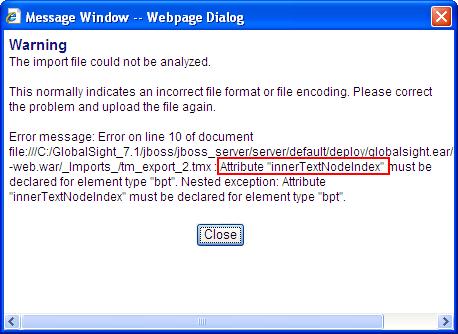 Message Window -- Webpage Dialog
Warning
The import file could not be analyzed.
This normally indicates an incorrect file format or file encoding. Please correct
the problem and upload the file again.
Error message: Error on line 10 of document
file:///C:/GlobalSight_7.1/jboss/jboss_server/server/default/deploy/globalsight.ear/
-web.war/_Imports_/tm_export_2.tmx : Attribute "innerTextNodeIndex" must be
declared for element type "bpt". Nested exception: Attribute
"innerTextNodeIndex" must be declared for element type "bpt".
Close